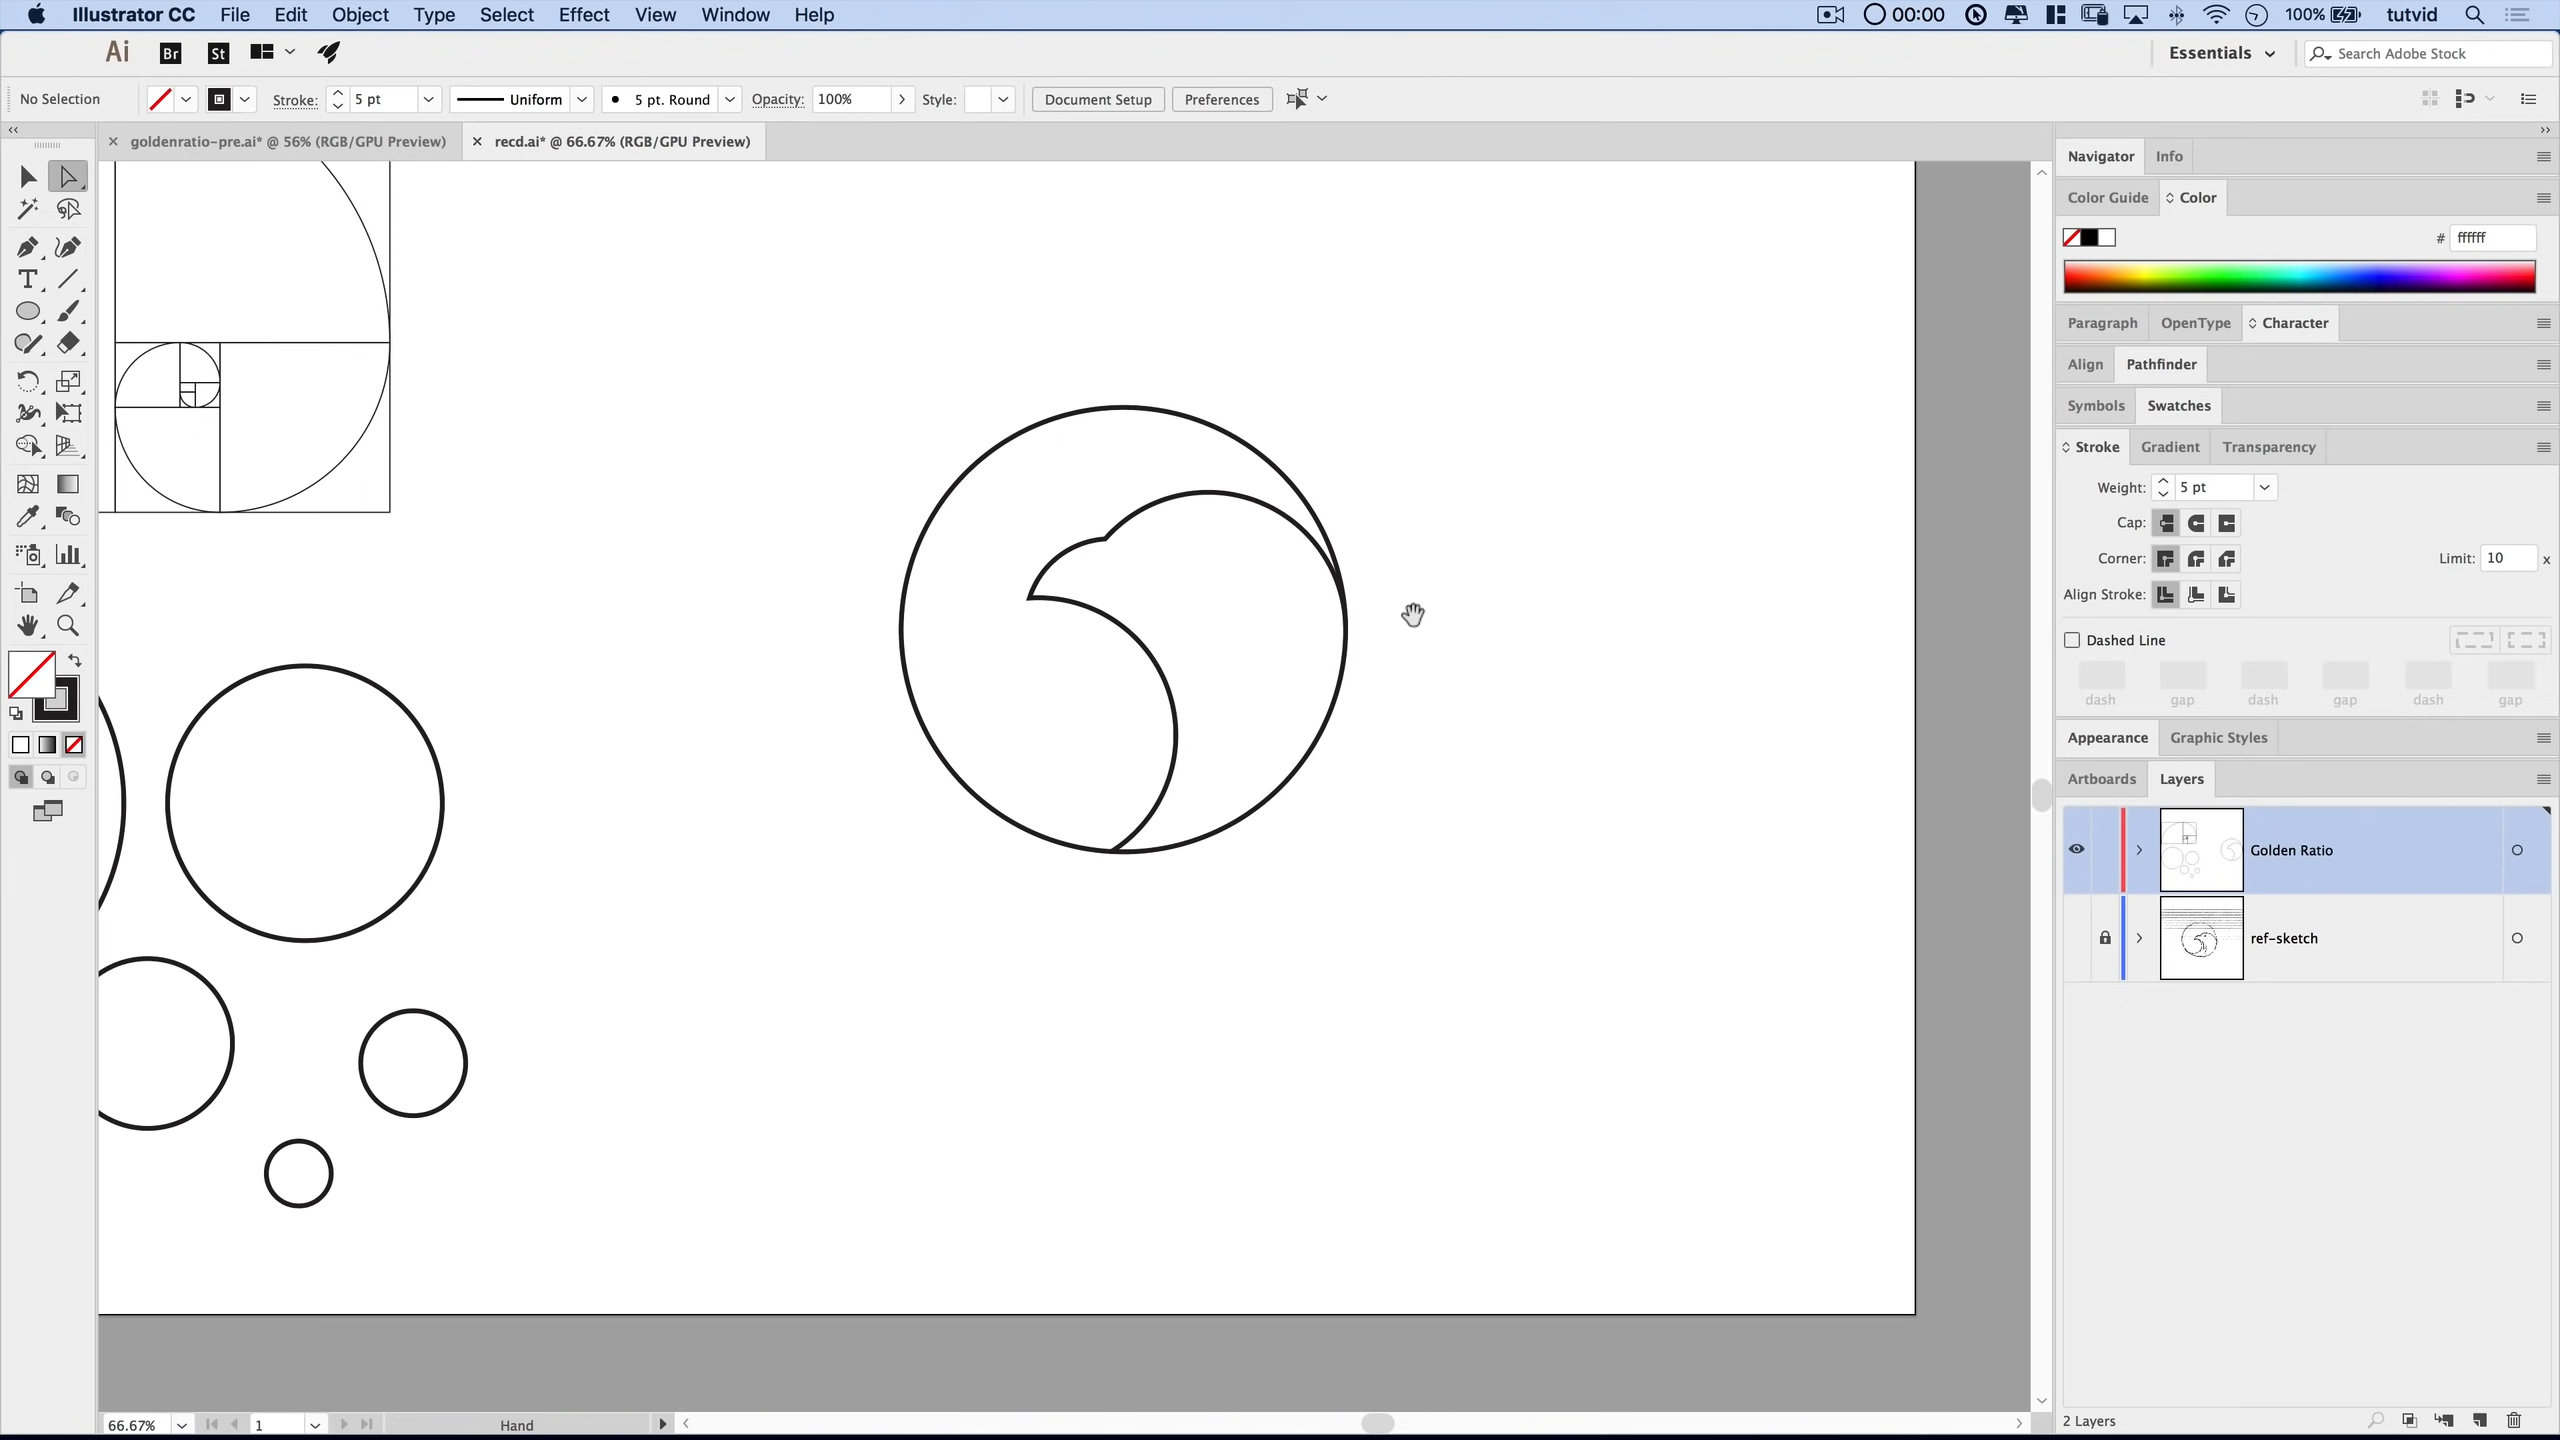 Illustrator CC File Edit Object Type Select Effect View Window Help 00:00 100% tutvid
Ai Br St Essentials Search Adobe Stock
No Selection Stroke: 5 pt Uniform 5 pt. Round Opacity: 100% Style: Document Setup Preferences
goldenratio-pre.ai* @ 56% (RGB/GPU Preview) recd.ai* @ 66.67% (RGB/GPU Preview)
Navigator Info
Color Guide Color
# ffffff
Paragraph OpenType Character
Align Pathfinder
Symbols Swatches
Stroke Gradient Transparency
Weight: 5 pt
Cap:
Corner: Limit: 10 x
Align Stroke:
Dashed Line
dash gap dash gap dash gap
Appearance Graphic Styles
Artboards Layers
Golden Ratio
ref-sketch
66.67% 1 Hand 2 Layers